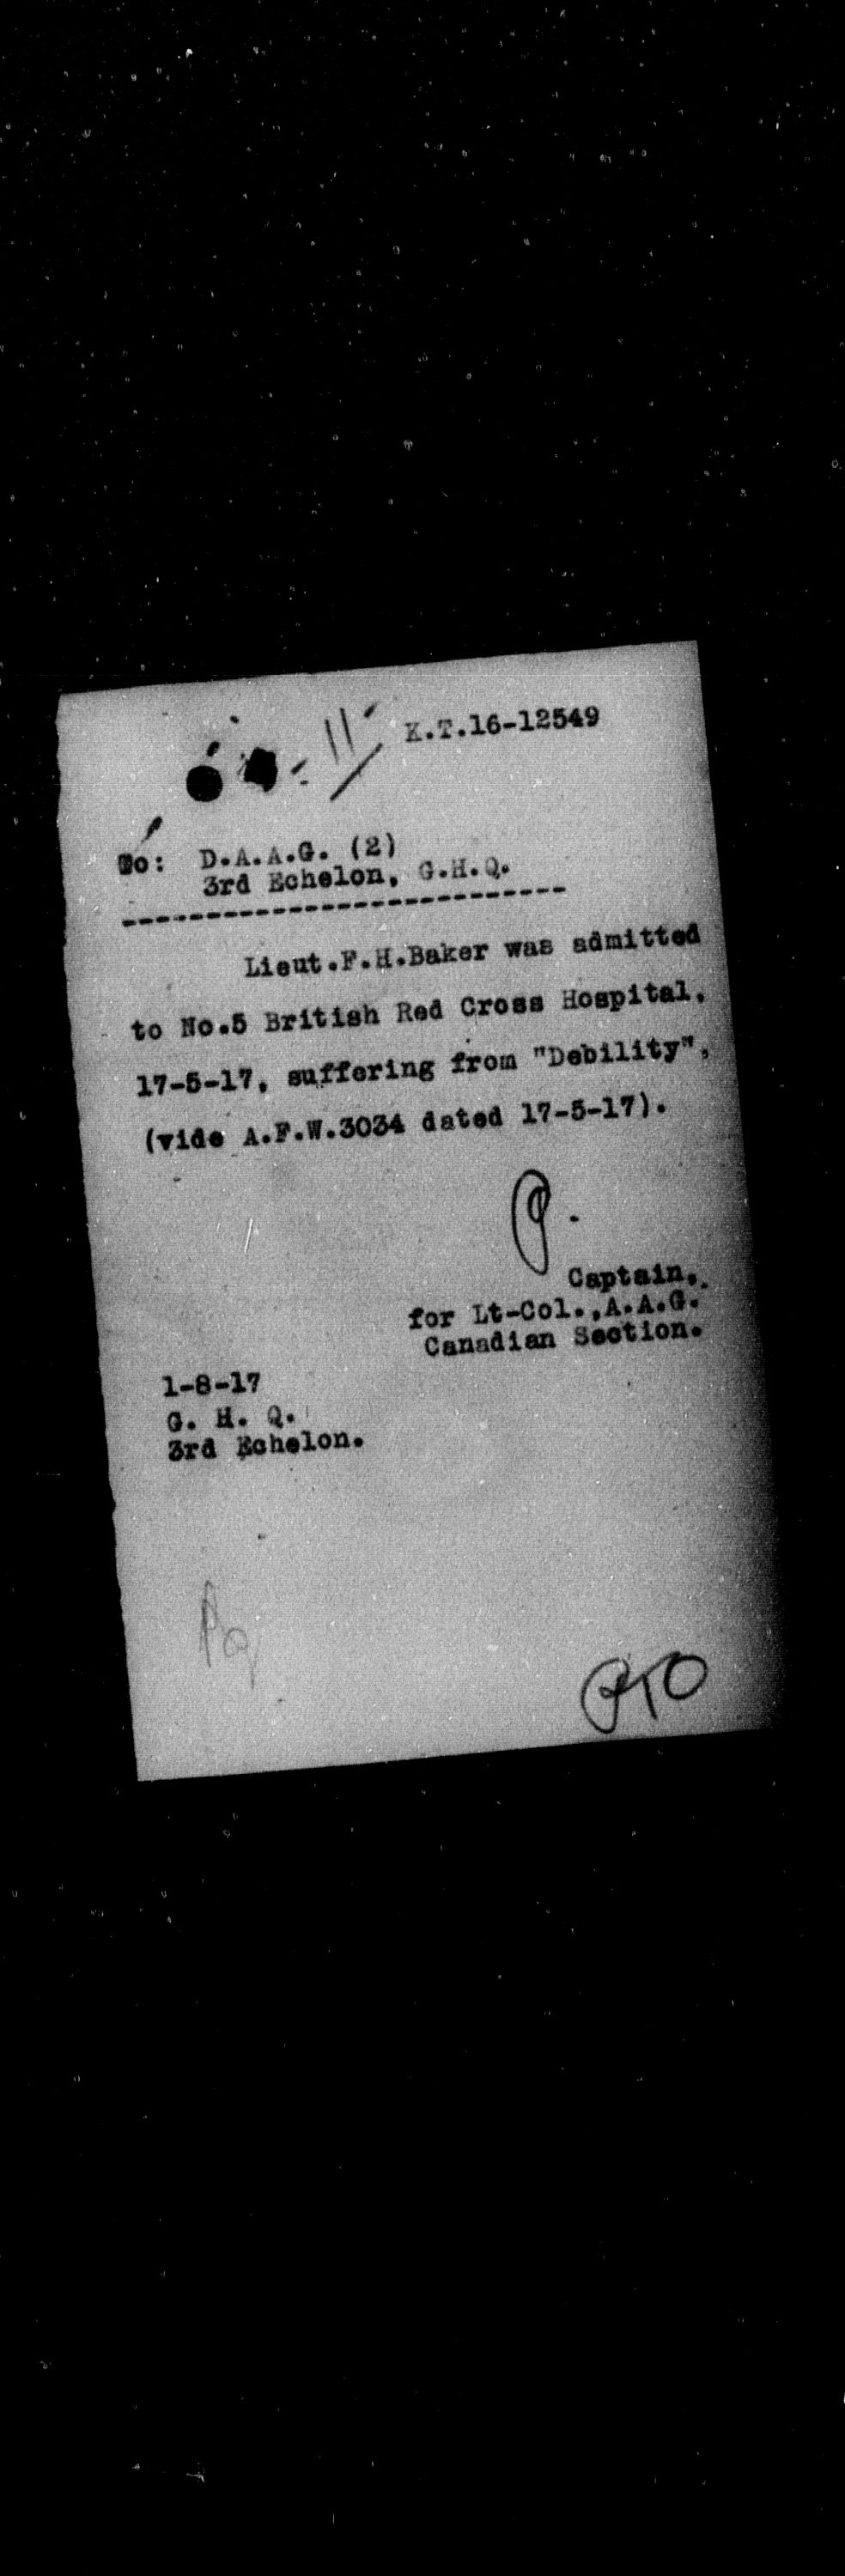 K.T.16-12549
To: D.A.A.G. (2)
3rd Echelon, G.H.Q.
Lieut.F.H.Baker was admitted
to No.5 British Red Cross Hospital,
17-5-17, suffering from "Debility",
(vide A.F.W.3034 dated 17-5-17).
Captain,
for Lt-Col.,A.A.G.
Canadian Section.
1-8-17
G. H. Q.
3rd Echelon.
PTO